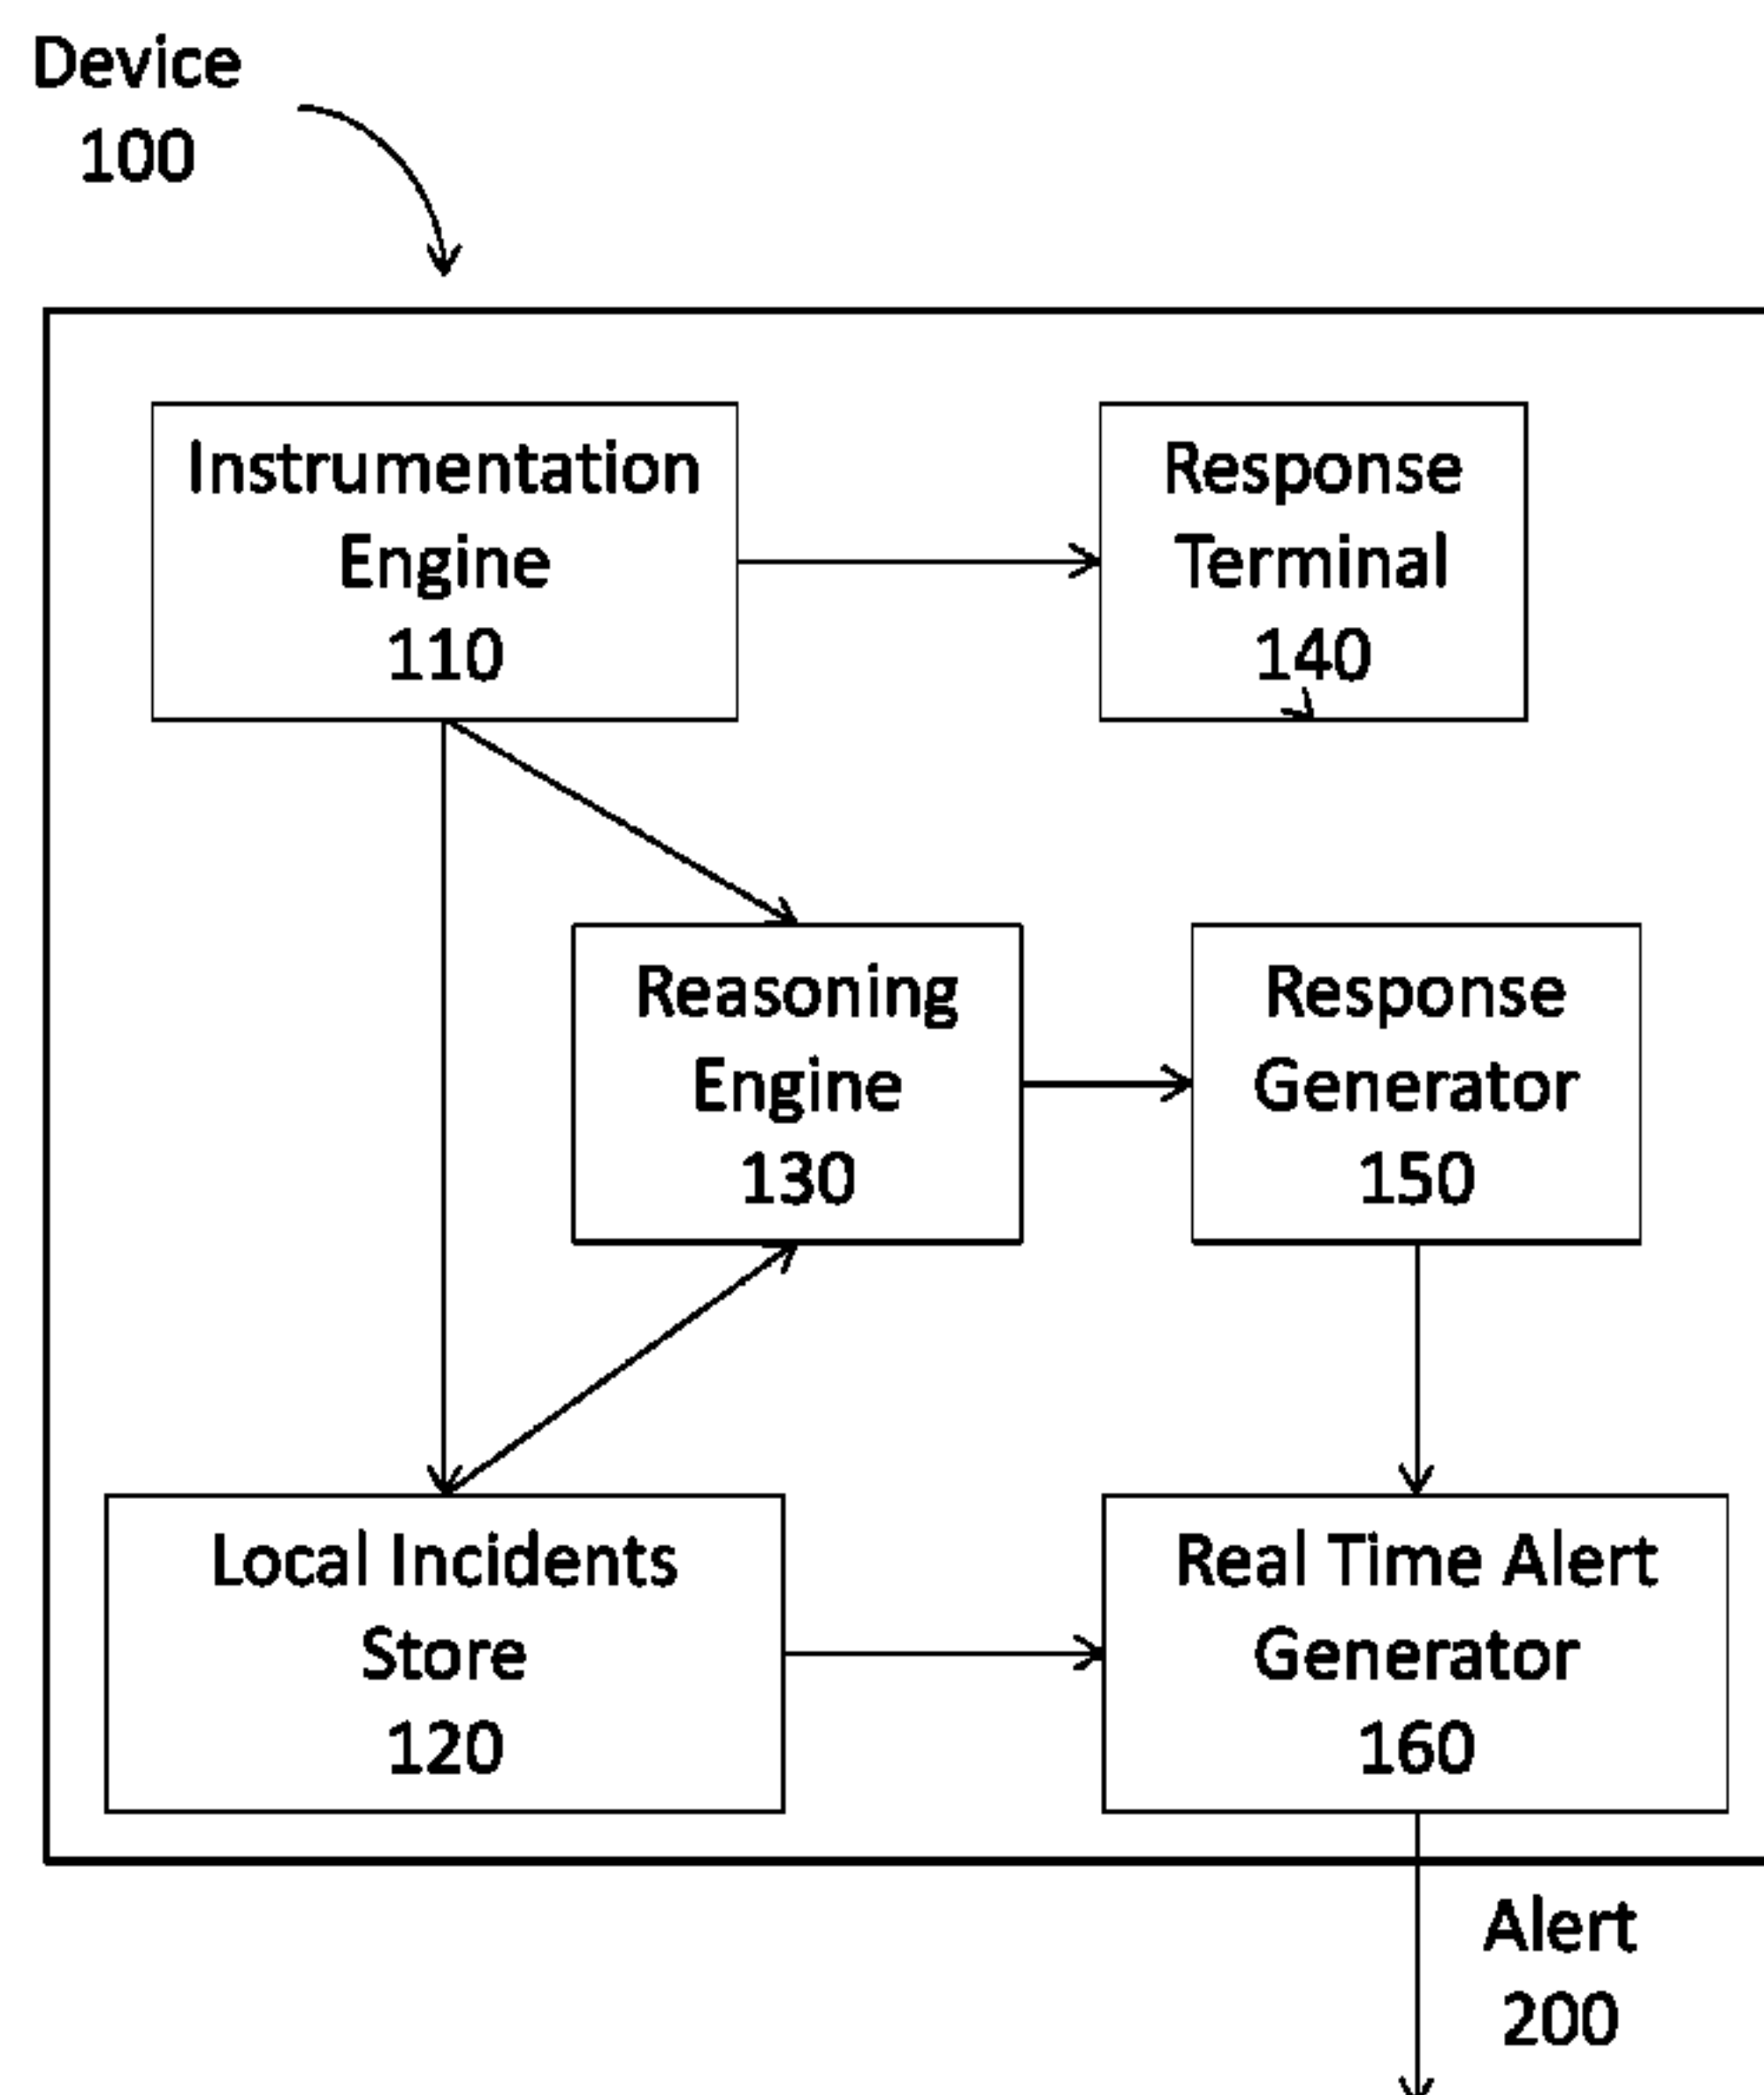 Device
100
Instrumentation
Engine
110
Response
Terminal
140
Reasoning
Engine
130
Response
Generator
150
Local Incidents
Store
120
Real Time Alert
Generator
160
Alert
200